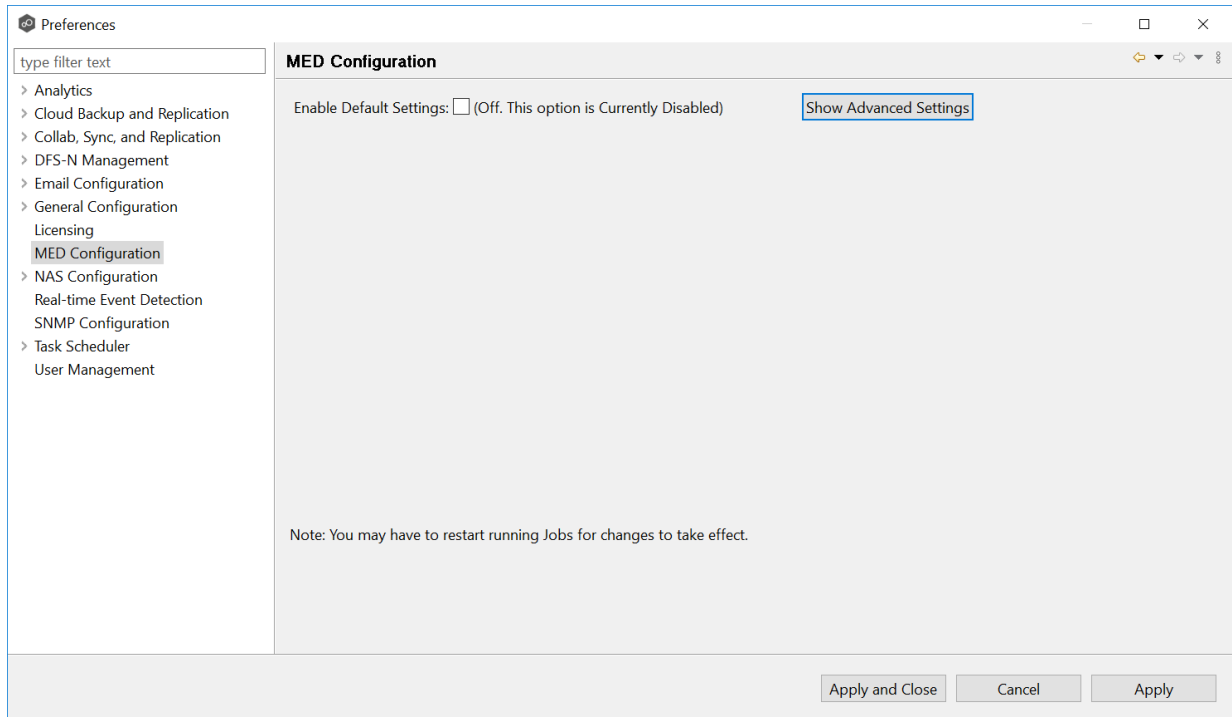 Preferences
type filter text
Analytics
Cloud Backup and Replication
Collab, Sync, and Replication
DFS-N Management
Email Configuration
General Configuration
Licensing
MED Configuration
NAS Configuration
Real-time Event Detection
SNMP Configuration
Task Scheduler
User Management
MED Configuration
Enable Default Settings: (Off. This option is Currently Disabled) Show Advanced Settings
Note: You may have to restart running Jobs for changes to take effect.
Apply and Close Cancel Apply